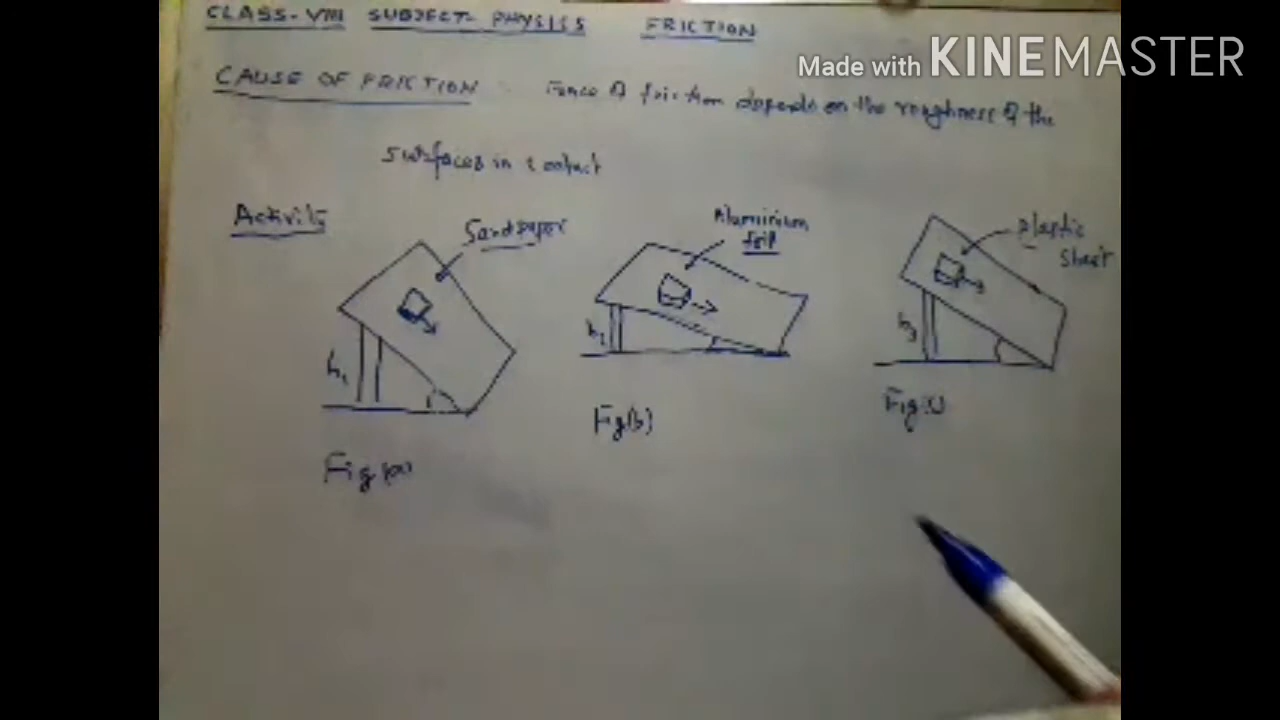 CLASS-VIII SUBJECT- PHYSICS FRICTION
Made with KINEMASTER
CAUSE OF FRICTION : Force of friction depends on the roughness of the
surfaces in contact
Activity
Sandpaper
Aluminium
foil
plastic
sheet
h1
h2
h3
Fig(a)
Fig(b)
Fig(c)